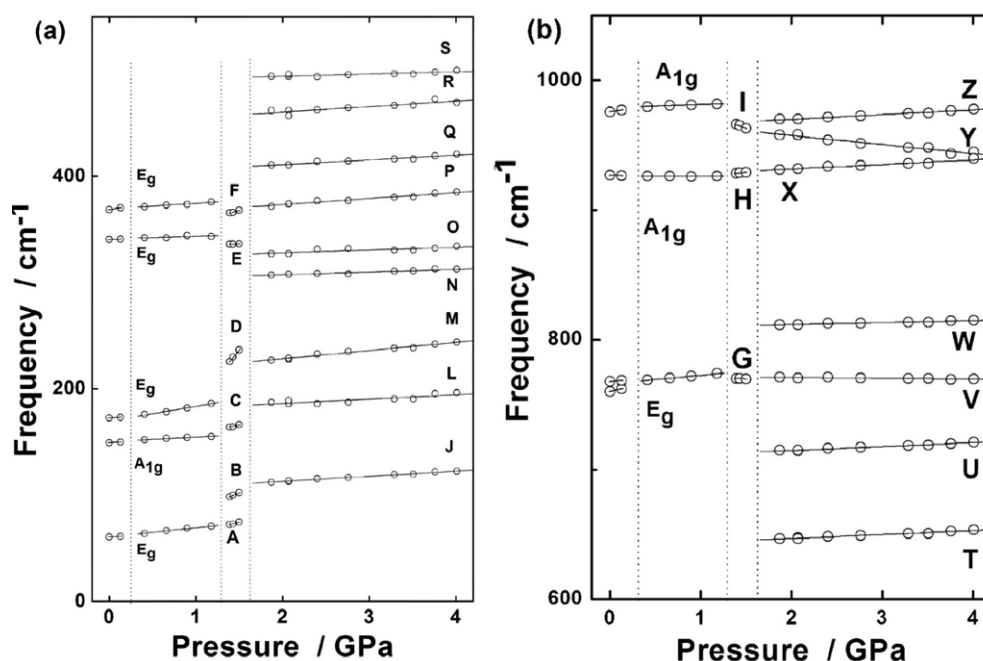 (a)
S
R
Q
P
O
N
M
L
J
Eg
F
Eg
E
D
Eg
C
A1g
B
Eg
A
400
200
0
0 1 2 3 4
Frequency / cm-1
Pressure / GPa
(b)
1000
800
600
A1g
I
Z
Y
H
X
A1g
W
G
V
Eg
U
T
0 1 2 3 4
Frequency / cm-1
Pressure / GPa